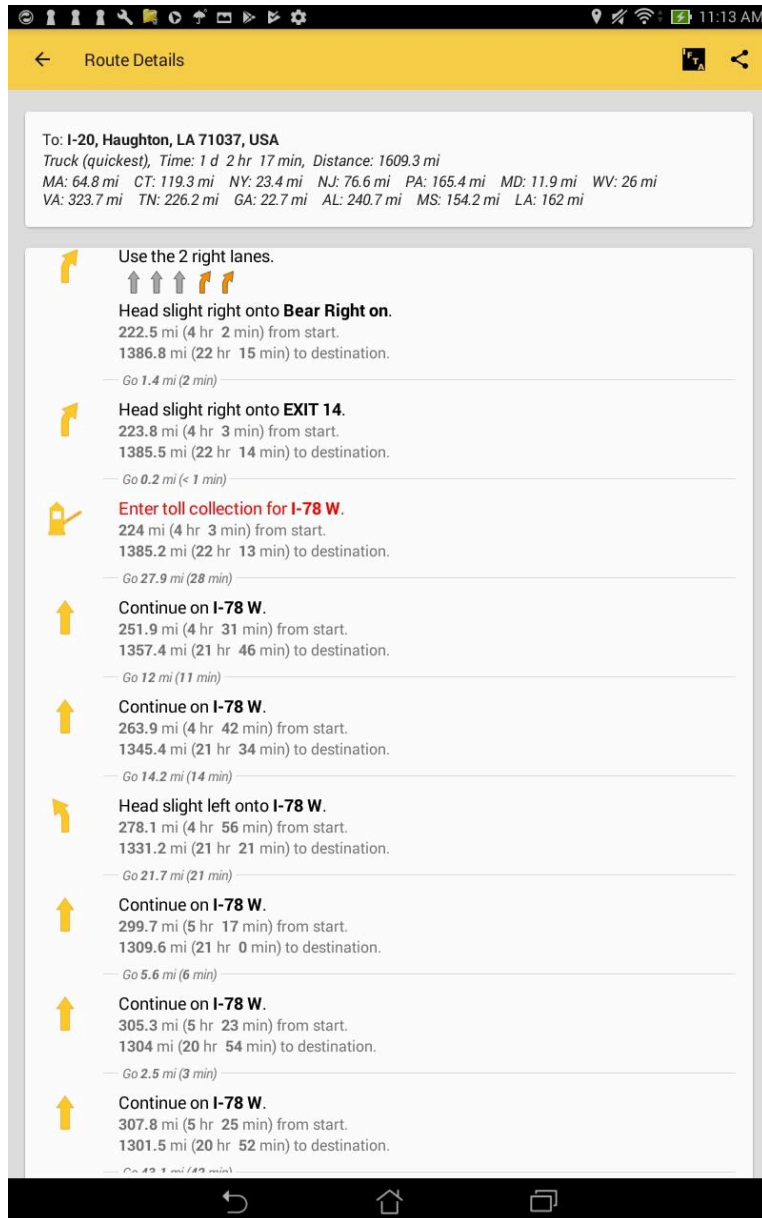 11:13 AM
Route Details
IFTA
To: I-20, Haughton, LA 71037, USA
Truck (quickest), Time: 1 d 2 hr 17 min, Distance: 1609.3 mi
MA: 64.8 mi CT: 119.3 mi NY: 23.4 mi NJ: 76.6 mi PA: 165.4 mi MD: 11.9 mi WV: 26 mi
VA: 323.7 mi TN: 226.2 mi GA: 22.7 mi AL: 240.7 mi MS: 154.2 mi LA: 162 mi
Use the 2 right lanes.
Head slight right onto Bear Right on.
222.5 mi (4 hr 2 min) from start.
1386.8 mi (22 hr 15 min) to destination.
Go 1.4 mi (2 min)
Head slight right onto EXIT 14.
223.8 mi (4 hr 3 min) from start.
1385.5 mi (22 hr 14 min) to destination.
Go 0.2 mi (< 1 min)
Enter toll collection for I-78 W.
224 mi (4 hr 3 min) from start.
1385.2 mi (22 hr 13 min) to destination.
Go 27.9 mi (28 min)
Continue on I-78 W.
251.9 mi (4 hr 31 min) from start.
1357.4 mi (21 hr 46 min) to destination.
Go 12 mi (11 min)
Continue on I-78 W.
263.9 mi (4 hr 42 min) from start.
1345.4 mi (21 hr 34 min) to destination.
Go 14.2 mi (14 min)
Head slight left onto I-78 W.
278.1 mi (4 hr 56 min) from start.
1331.2 mi (21 hr 21 min) to destination.
Go 21.7 mi (21 min)
Continue on I-78 W.
299.7 mi (5 hr 17 min) from start.
1309.6 mi (21 hr 0 min) to destination.
Go 5.6 mi (6 min)
Continue on I-78 W.
305.3 mi (5 hr 23 min) from start.
1304 mi (20 hr 54 min) to destination.
Go 2.5 mi (3 min)
Continue on I-78 W.
307.8 mi (5 hr 25 min) from start.
1301.5 mi (20 hr 52 min) to destination.
Go 43.1 mi (42 min)